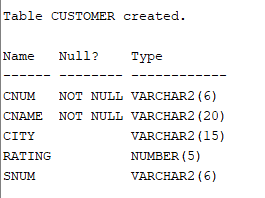 Table CUSTOMER created.
Name   Null?    Type
------ -------- ------------
CNUM   NOT NULL VARCHAR2(6)
CNAME  NOT NULL VARCHAR2(20)
CITY            VARCHAR2(15)
RATING          NUMBER(5)
SNUM            VARCHAR2(6)